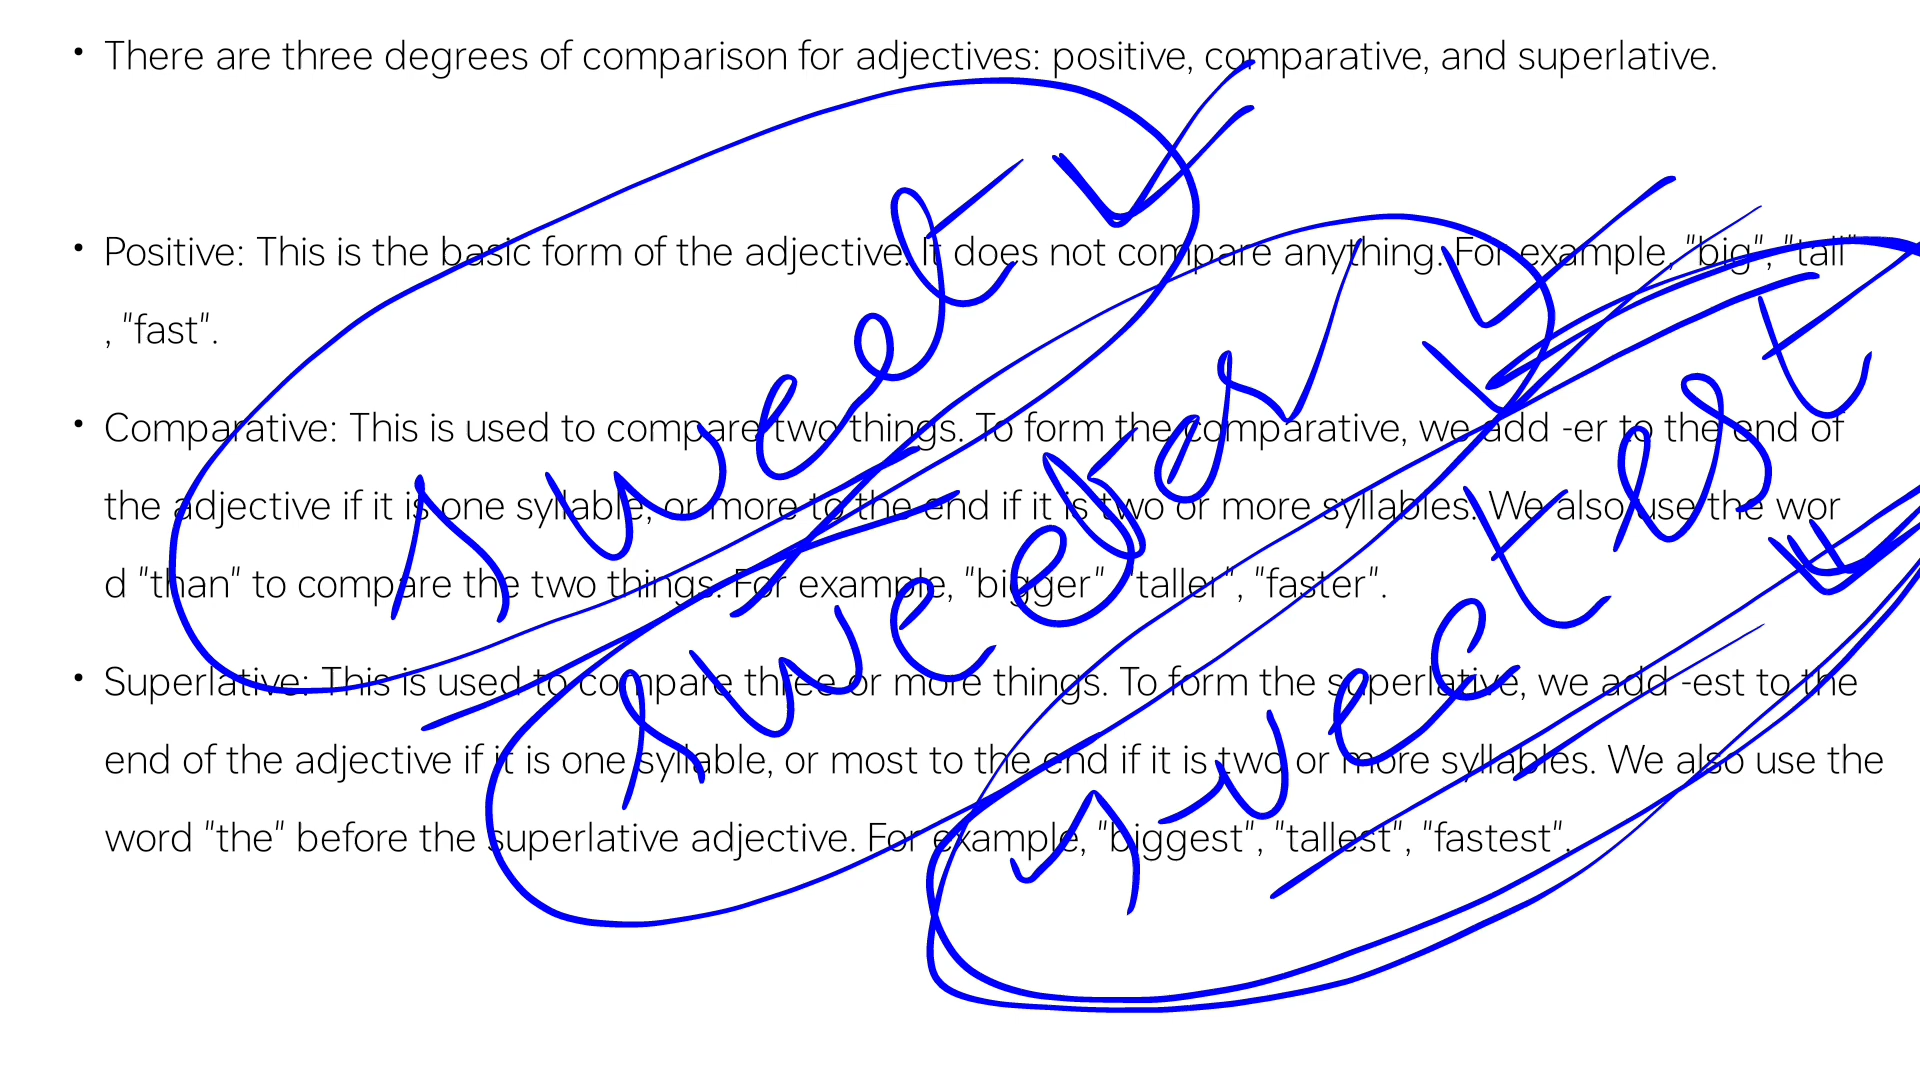 • There are three degrees of comparison for adjectives: positive, comparative, and superlative.
• Positive: This is the basic form of the adjective. It does not compare anything. For example, "big", "tall"
, "fast".
• Comparative: This is used to compare two things. To form the comparative, we add -er to the end of
the adjective if it is one syllable, or more to the end if it is two or more syllables. We also use the wor
d "than" to compare the two things. For example, "bigger" "taller", "faster".
• Superlative: This is used to compare three or more things. To form the superlative, we add -est to the
end of the adjective if it is one syllable, or most to the end if it is two or more syllables. We also use the
word "the" before the superlative adjective. For example, "biggest", "tallest", "fastest".
sweet
sweeter
sweetest